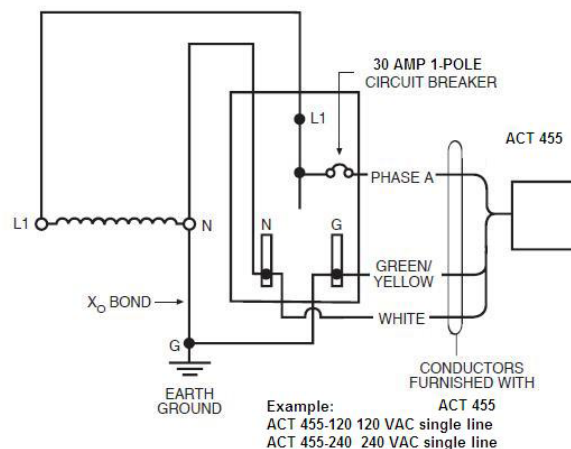 30 AMP 1-POLE
CIRCUIT BREAKER
L1
ACT 455
PHASE A
L1
N
N
G
GREEN/
YELLOW
XO BOND
WHITE
G
EARTH
GROUND
CONDUCTORS
FURNISHED WITH
ACT 455
Example:
ACT 455-120 120 VAC single line
ACT 455-240 240 VAC single line